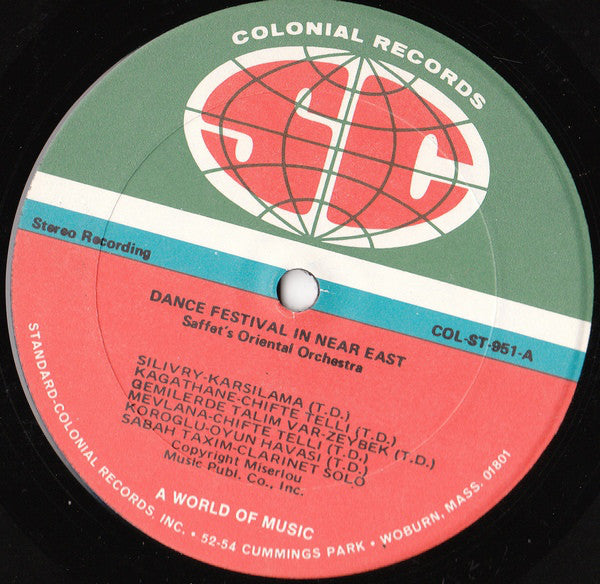 COLONIAL RECORDS
SC
Stereo Recording
COL-ST-951-A
DANCE FESTIVAL IN NEAR EAST
Saffet's Oriental Orchestra
SILIVRY-KARSILAMA (T.D.)
KAGATHANE-CHIFTE TELLI (T.D.)
GEMILERDE TALIM VAR-ZEYBEK (T.D.)
MEVLANA-CHIFTE TELLI (T.D.)
KOROGLU-OYUN HAVASI (T.D.)
SABAH TAXIM-CLARINET SOLO
Copyright Miserlou
Music Publ. Co., Inc.
A WORLD OF MUSIC
STANDARD-COLONIAL RECORDS, INC. • 52-54 CUMMINGS PARK • WOBURN, MASS. 01801